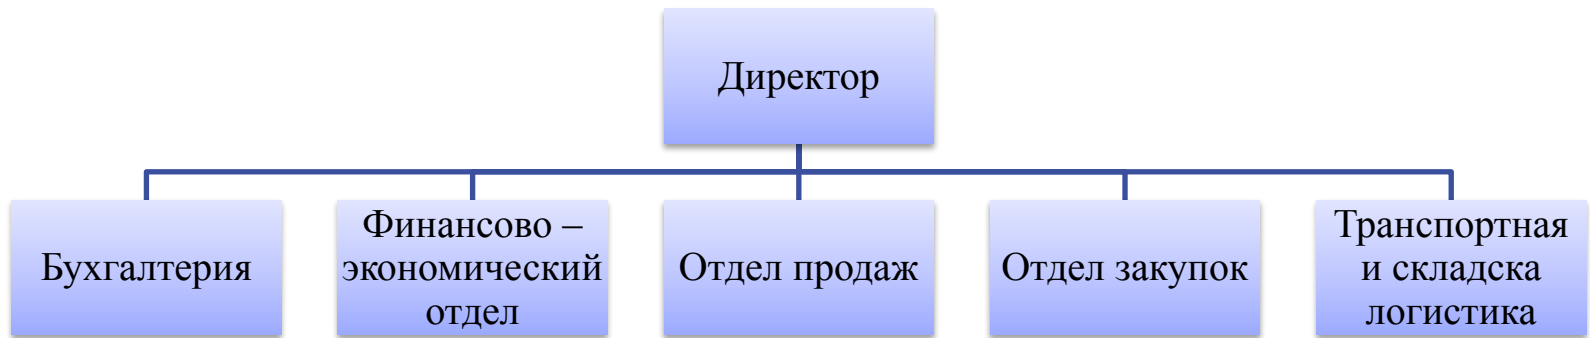 Директор
Бухгалтерия
Финансово –
экономический
отдел
Отдел продаж
Отдел закупок
Транспортная
и складска
логистика